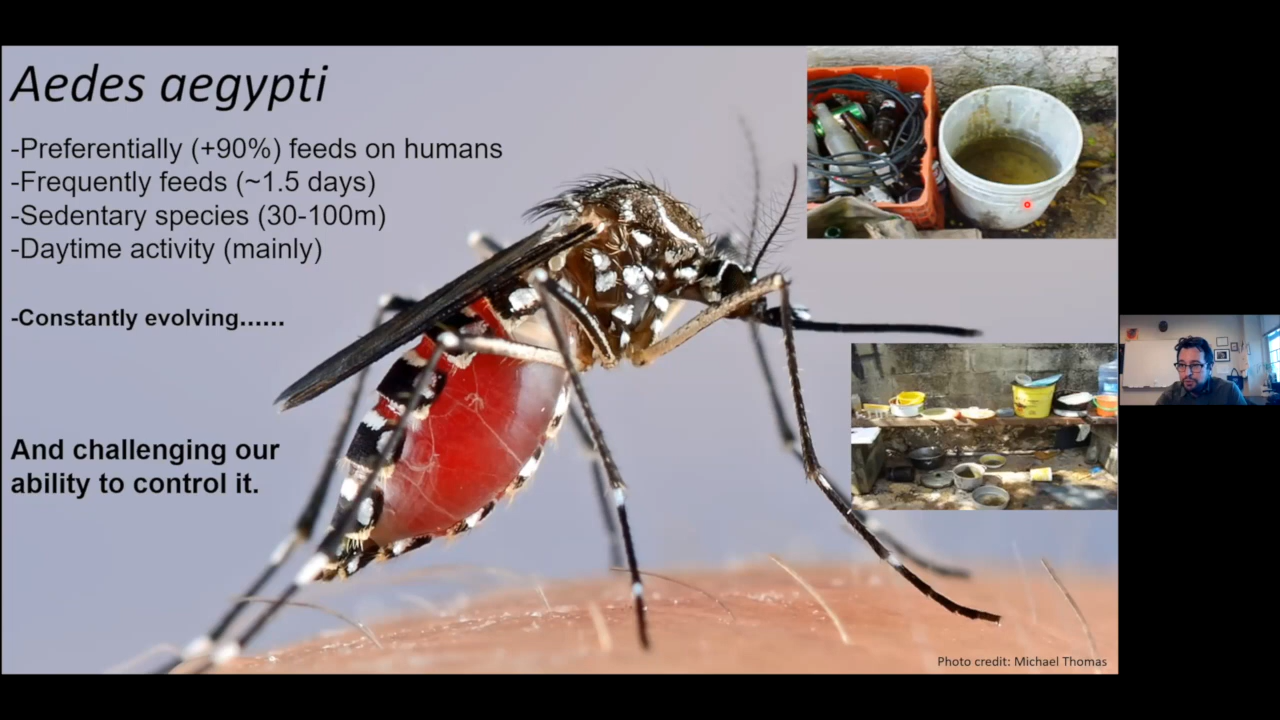 Aedes aegypti
-Preferentially (+90%) feeds on humans
-Frequently feeds (~1.5 days)
-Sedentary species (30-100m)
-Daytime activity (mainly)
-Constantly evolving......
And challenging our
ability to control it.
Photo credit: Michael Thomas